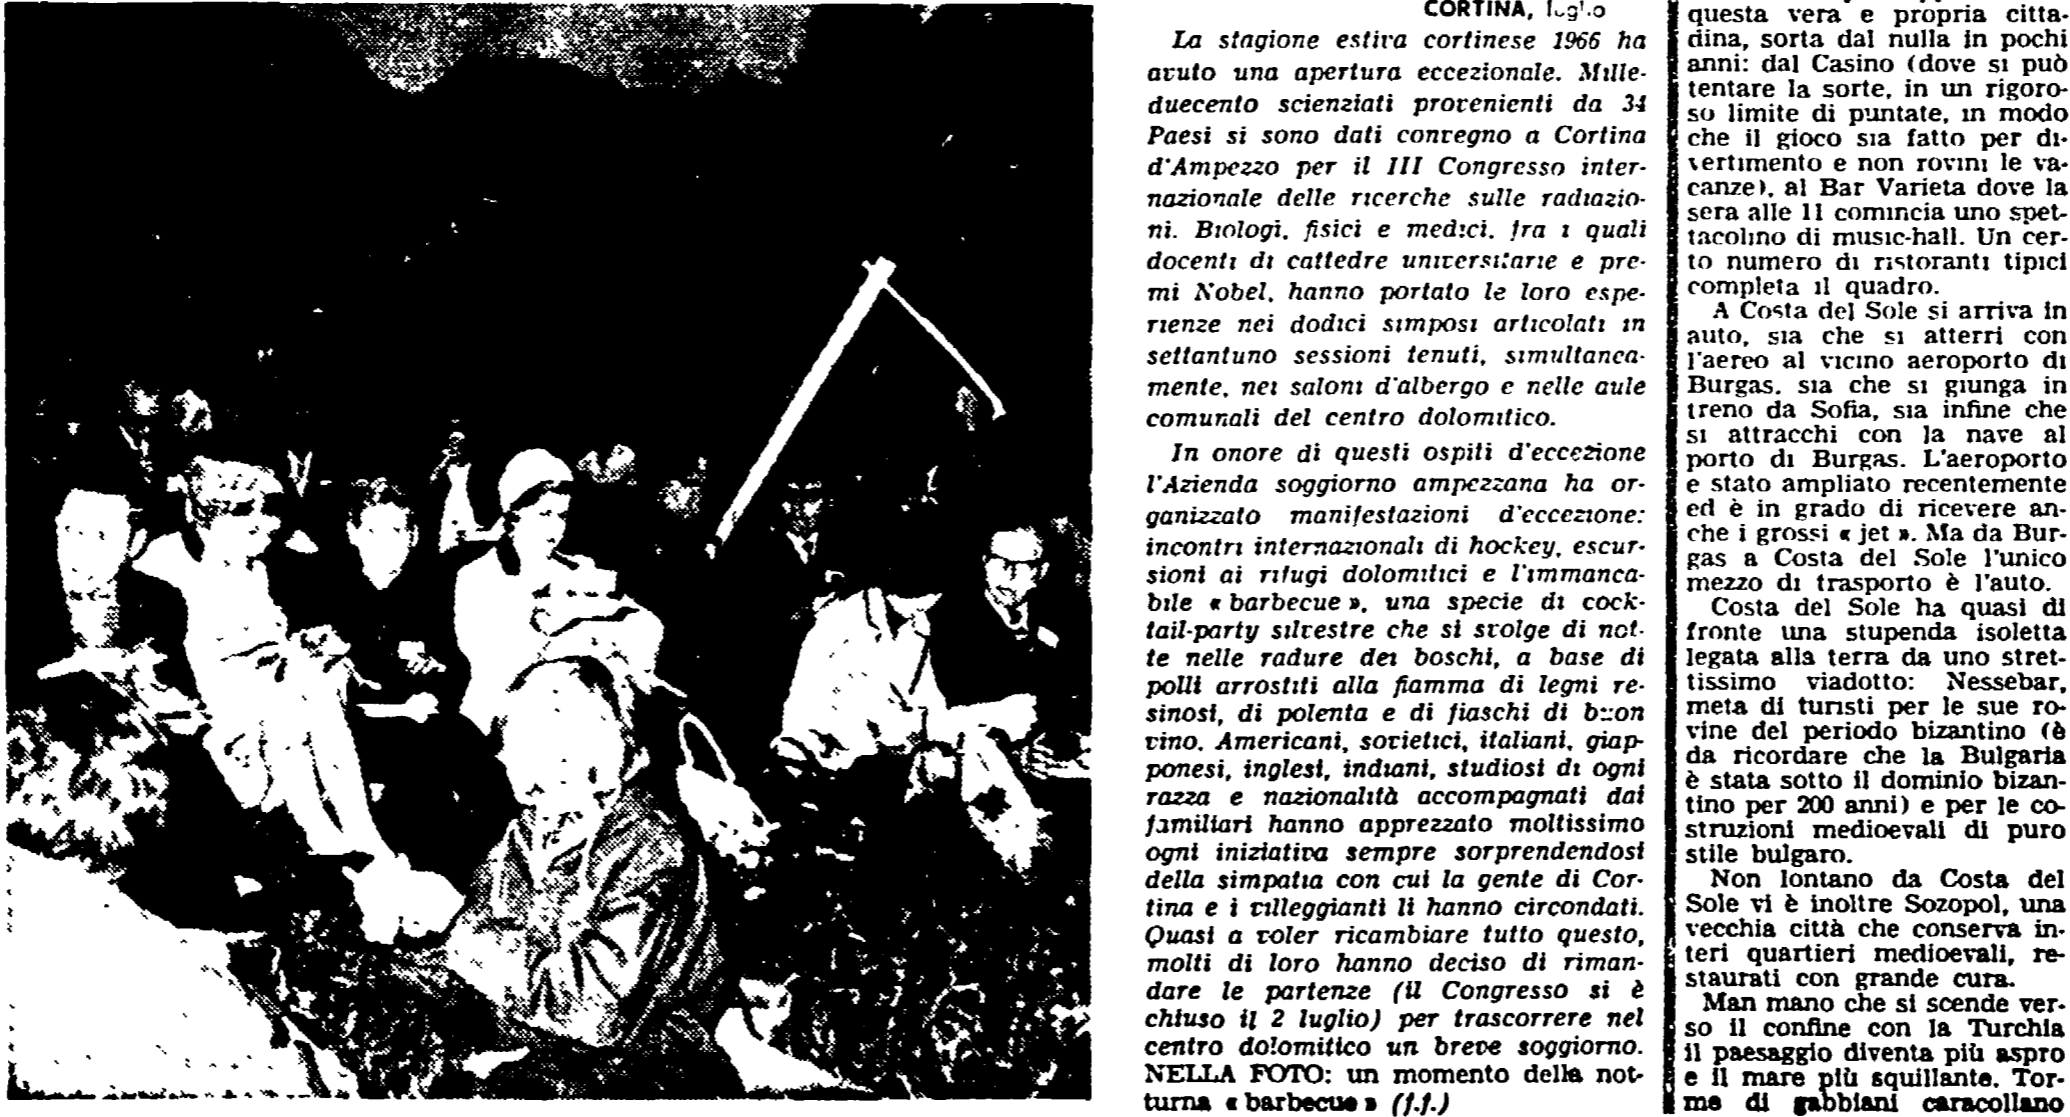 CORTINA, luglio
La stagione estiva cortinese 1966 ha
avuto una apertura eccezionale. Mille-
duecento scienziati provenienti da 34
Paesi si sono dati convegno a Cortina
d'Ampezzo per il III Congresso inter-
nazionale delle ricerche sulle radiazio-
ni. Biologi, fisici e medici, fra i quali
docenti di cattedre universitarie e pre-
mi Nobel, hanno portato le loro espe-
rienze nei dodici simposi articolati in
settantuno sessioni tenuti, simultanea-
mente, nei saloni d'albergo e nelle aule
comunali del centro dolomitico.
In onore di questi ospiti d'eccezione
l'Azienda soggiorno ampezzana ha or-
ganizzato manifestazioni d'eccezione:
incontri internazionali di hockey, escur-
sioni ai rifugi dolomitici e l'immanca-
bile « barbecue », una specie di cock-
tail-party silvestre che si svolge di not-
te nelle radure dei boschi, a base di
polli arrostiti alla fiamma di legni re-
sinosi, di polenta e di fiaschi di buon
vino. Americani, sovietici, italiani, giap-
ponesi, inglesi, indiani, studiosi di ogni
razza e nazionalità accompagnati dai
familiari hanno apprezzato moltissimo
ogni iniziativa sempre sorprendendosi
della simpatia con cui la gente di Cor-
tina e i villeggianti li hanno circondati.
Quasi a voler ricambiare tutto questo,
molti di loro hanno deciso di riman-
dare le partenze (il Congresso si è
chiuso il 2 luglio) per trascorrere nel
centro dolomitico un breve soggiorno.
NELLA FOTO: un momento della not-
turna « barbecue » (f.f.)
questa vera e propria citta-
dina, sorta dal nulla in pochi
anni: dal Casino (dove si può
tentare la sorte, in un rigoro-
so limite di puntate, in modo
che il gioco sia fatto per di-
vertimento e non rovini le va-
canze), al Bar Varieta dove la
sera alle 11 comincia uno spet-
tacolino di music-hall. Un cer-
to numero di ristoranti tipici
completa il quadro.
A Costa del Sole si arriva in
auto, sia che si atterri con
l'aereo al vicino aeroporto di
Burgas, sia che si giunga in
treno da Sofia, sia infine che
si attracchi con la nave al
porto di Burgas. L'aeroporto
e stato ampliato recentemente
ed è in grado di ricevere an-
che i grossi « jet ». Ma da Bur-
gas a Costa del Sole l'unico
mezzo di trasporto è l'auto.
Costa del Sole ha quasi di
fronte una stupenda isoletta
legata alla terra da uno stret-
tissimo viadotto: Nessebar,
meta di turisti per le sue ro-
vine del periodo bizantino (è
da ricordare che la Bulgaria
è stata sotto il dominio bizan-
tino per 200 anni) e per le co-
struzioni medioevali di puro
stile bulgaro.
Non lontano da Costa del
Sole vi è inoltre Sozopol, una
vecchia città che conserva in-
teri quartieri medioevali, re-
staurati con grande cura.
Man mano che si scende ver-
so il confine con la Turchia
il paesaggio diventa più aspro
e il mare più squillante. Tor-
me di gabbiani caracollano